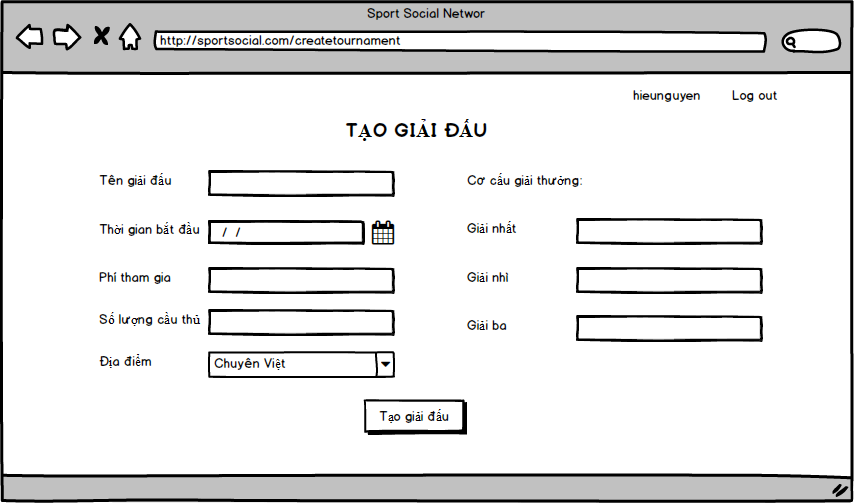 Sport Social Networ
http://sportsocial.com/createtournament
hieunguyen Log out
TẠO GIẢI ĐẤU
Tên giải đấu
Thời gian bắt đầu / /
Phí tham gia
Số lượng cầu thủ
Địa điểm Chuyên Việt
Cơ cấu giải thưởng:
Giải nhất
Giải nhì
Giải ba
Tạo giải đấu